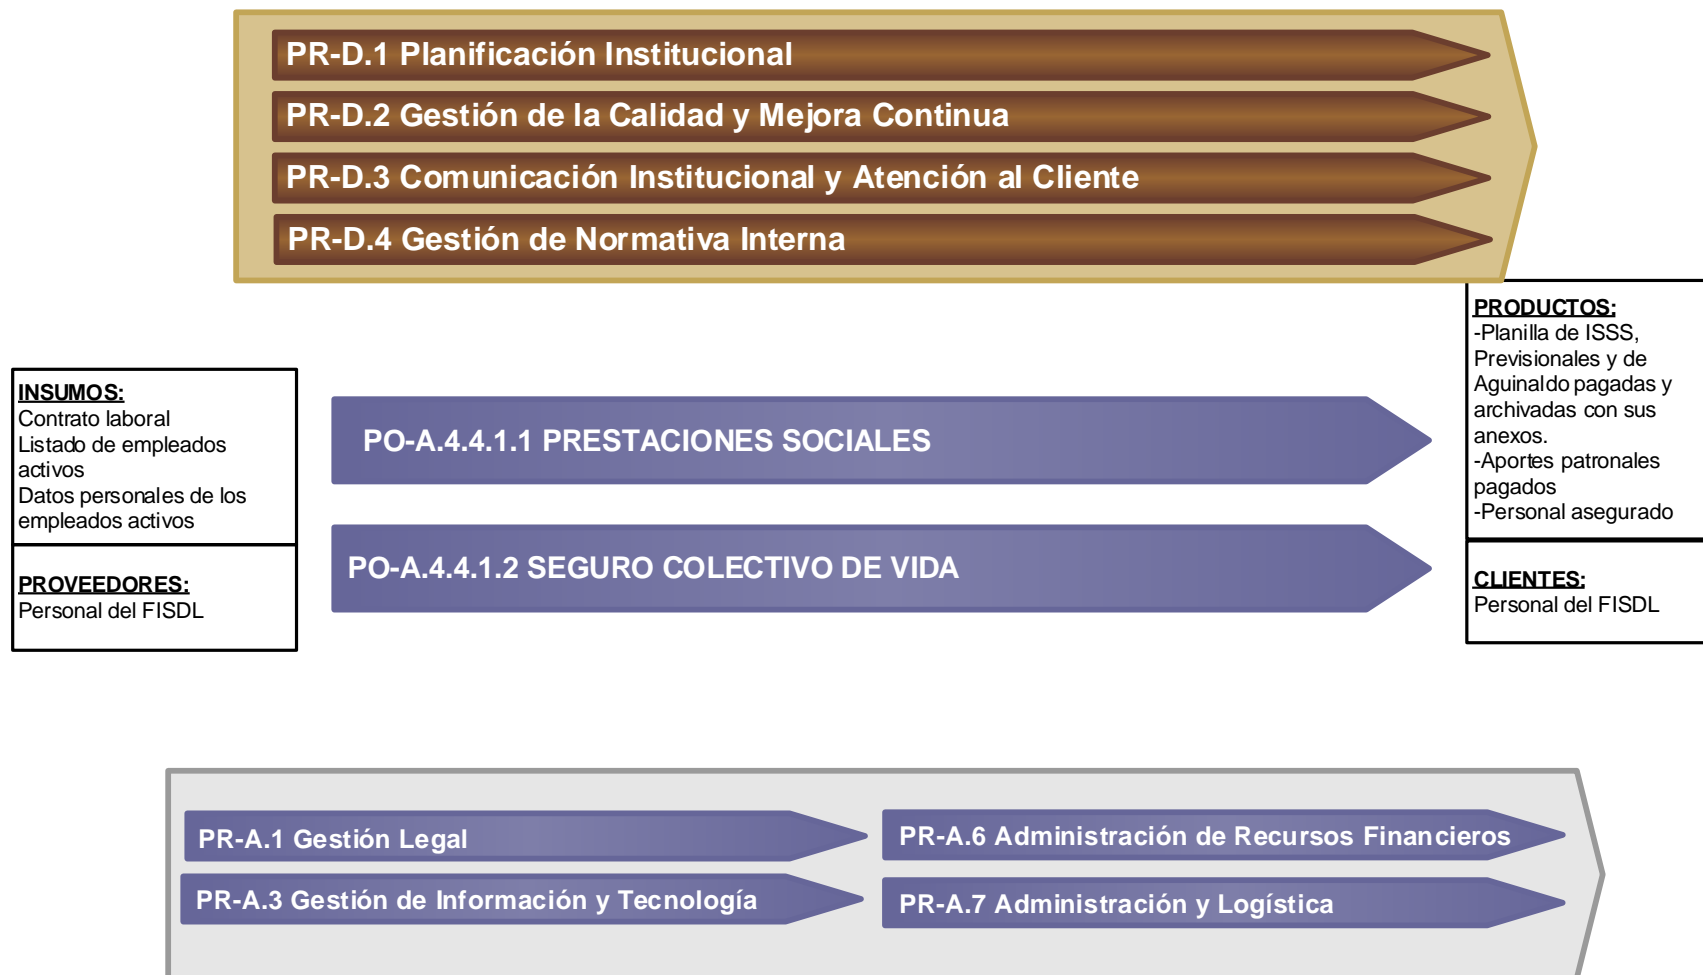 PR-D.1 Planificación Institucional
PR-D.2 Gestión de la Calidad y Mejora Continua
PR-D.3 Comunicación Institucional y Atención al Cliente
PR-D.4 Gestión de Normativa Interna
INSUMOS:
Contrato laboral
Listado de empleados
activos
Datos personales de los
empleados activos
PROVEEDORES:
Personal del FISDL
PO-A.4.4.1.1 PRESTACIONES SOCIALES
PO-A.4.4.1.2 SEGURO COLECTIVO DE VIDA
PRODUCTOS:
-Planilla de ISSS,
Previsionales y de
Aguinaldo pagadas y
archivadas con sus
anexos.
-Aportes patronales
pagados
-Personal asegurado
CLIENTES:
Personal del FISDL
PR-A.1 Gestión Legal
PR-A.3 Gestión de Información y Tecnología
PR-A.6 Administración de Recursos Financieros
PR-A.7 Administración y Logística